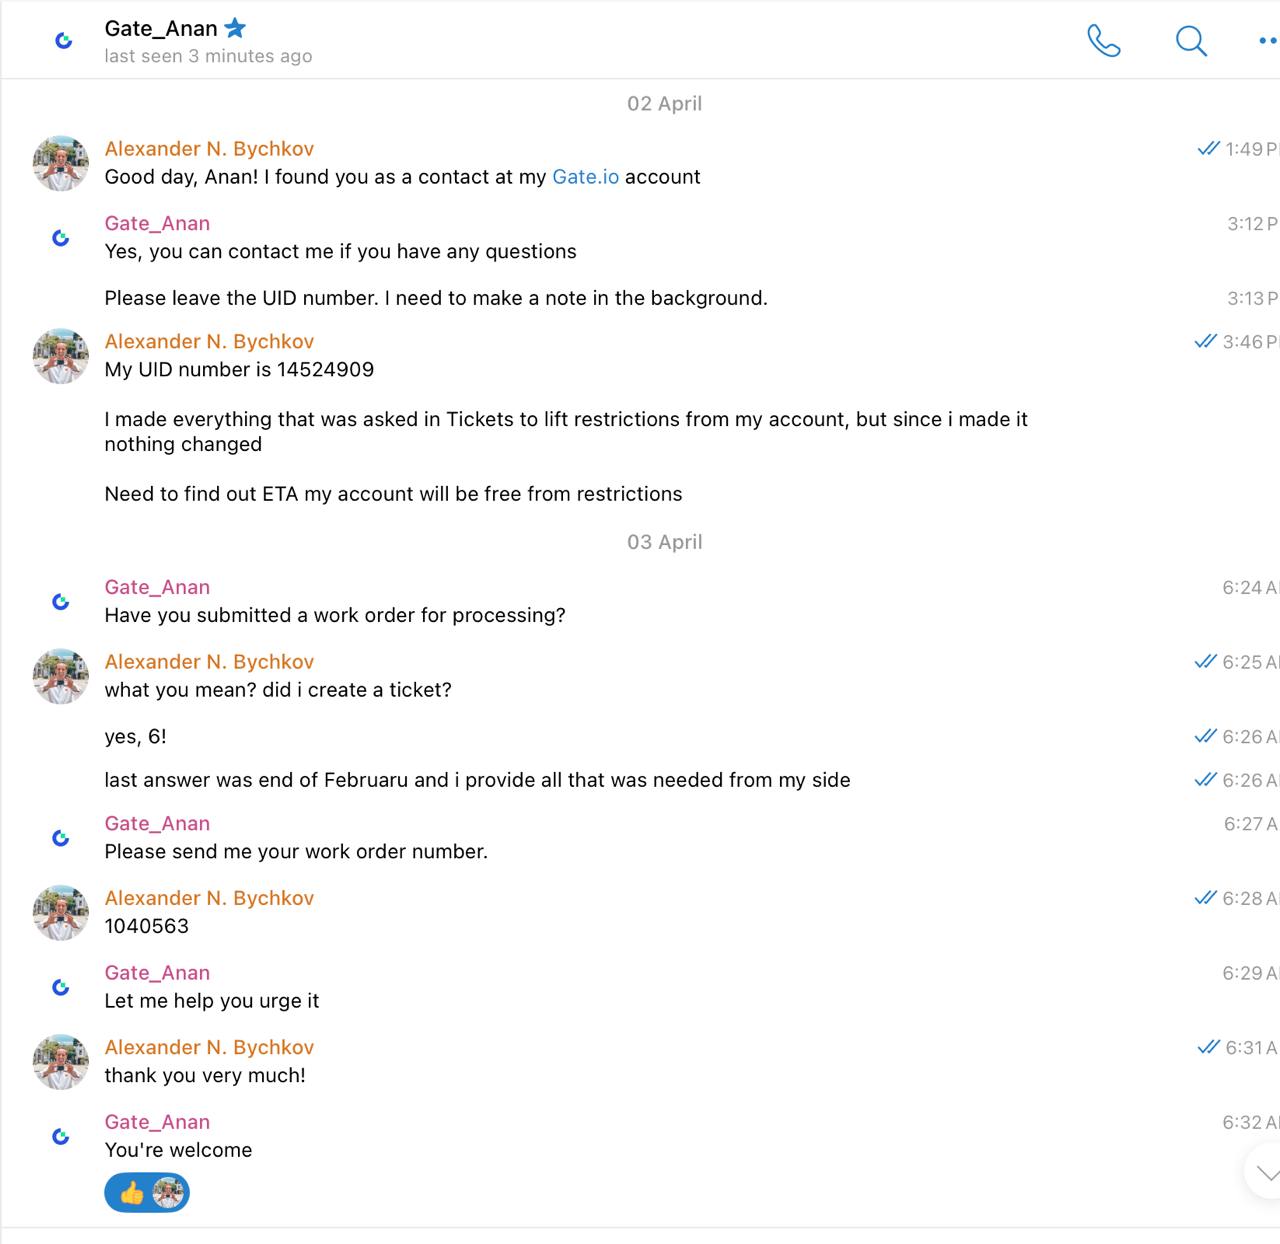 Gate_Anan
last seen 3 minutes ago
02 April
Alexander N. Bychkov
1:49 P
Good day, Anan! I found you as a contact at my Gate.io account
Gate_Anan
3:12 P
Yes, you can contact me if you have any questions
Please leave the UID number. I need to make a note in the background.
3:13 P
Alexander N. Bychkov
3:46 P
My UID number is 14524909
I made everything that was asked in Tickets to lift restrictions from my account, but since i made it
nothing changed
Need to find out ETA my account will be free from restrictions
03 April
Gate_Anan
6:24 A
Have you submitted a work order for processing?
Alexander N. Bychkov
6:25 A
what you mean? did i create a ticket?
yes, 6!
6:26 A
last answer was end of Februaru and i provide all that was needed from my side
6:26 A
Gate_Anan
6:27 A
Please send me your work order number.
Alexander N. Bychkov
6:28 A
1040563
Gate_Anan
6:29 A
Let me help you urge it
Alexander N. Bychkov
6:31 A
thank you very much!
Gate_Anan
6:32 A
You're welcome